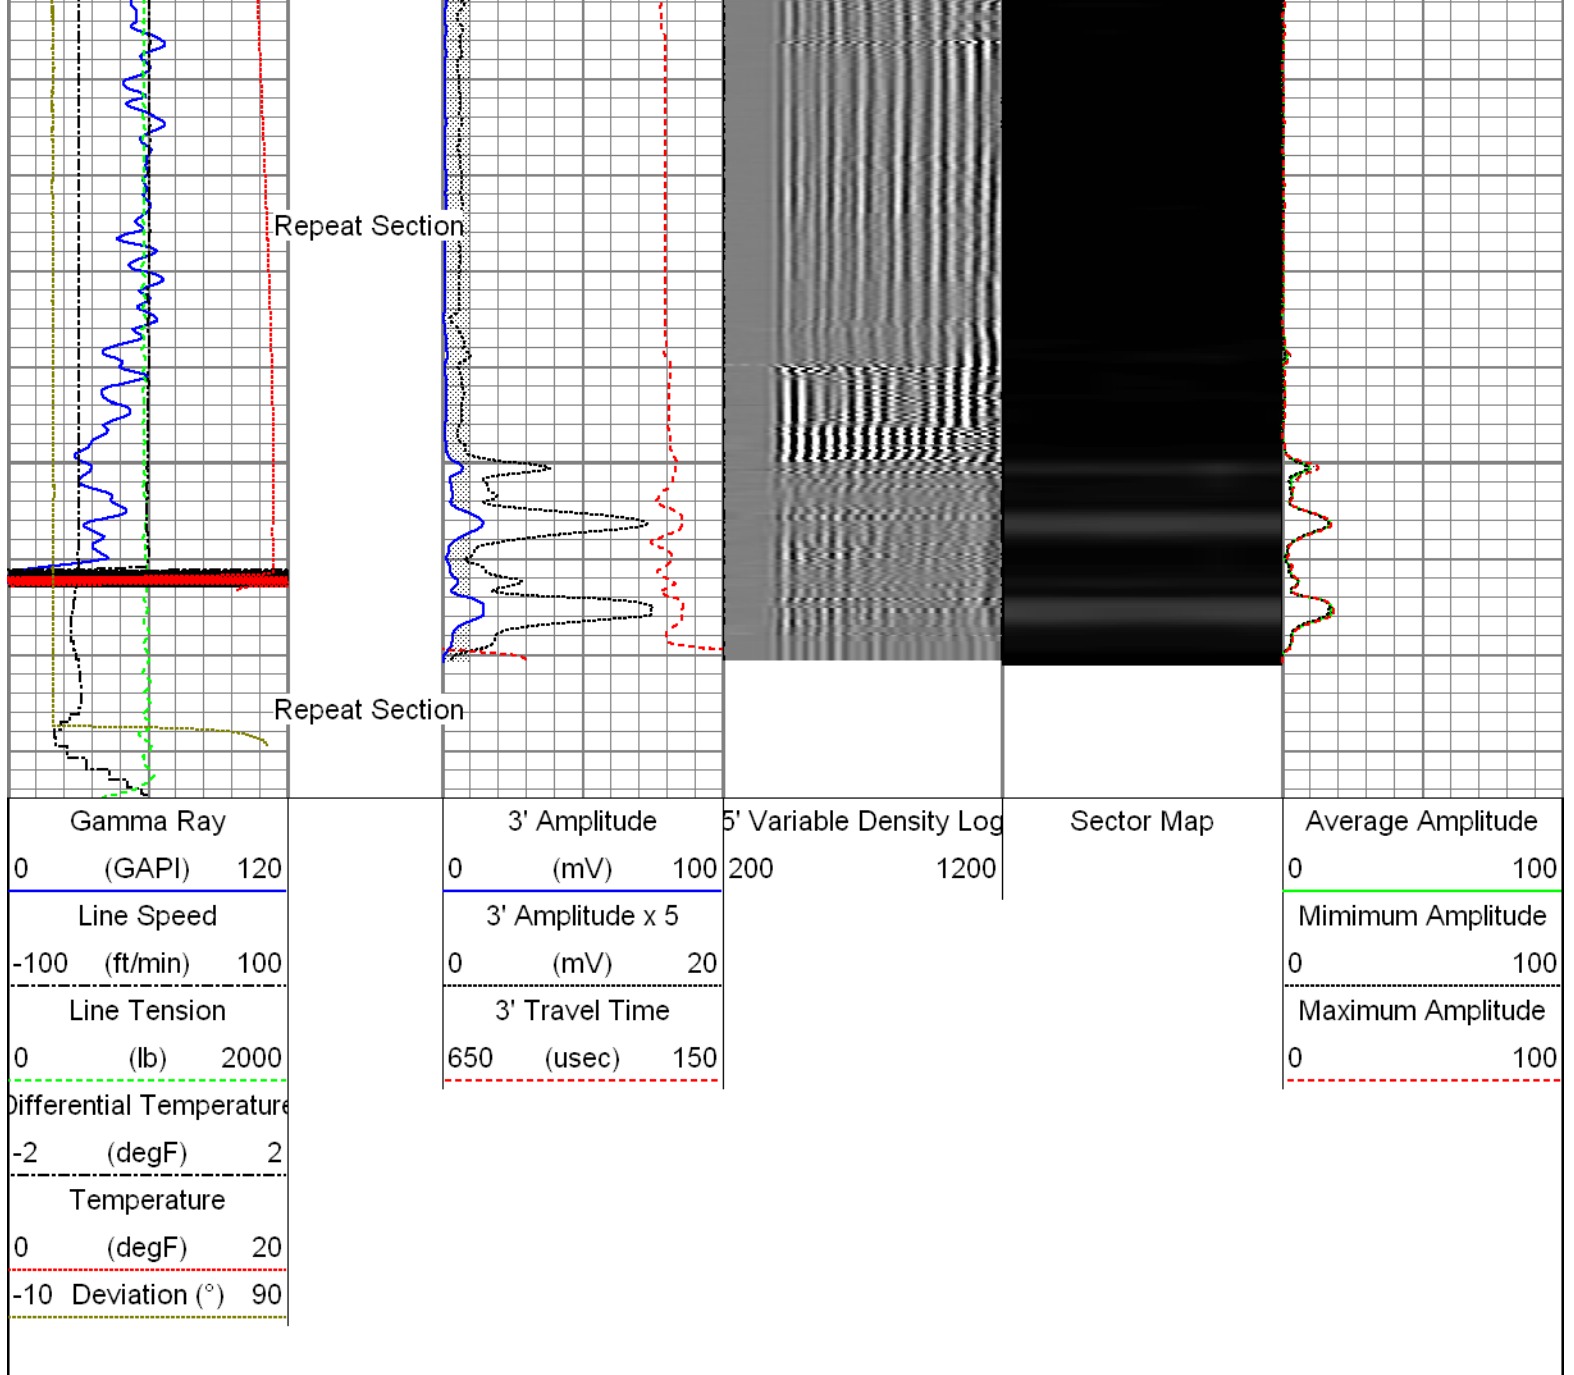 Repeat Section
Repeat Section
Gamma Ray
0 (GAPI) 120
Line Speed
-100 (ft/min) 100
Line Tension
0 (lb) 2000
Differential Temperature
-2 (degF) 2
Temperature
0 (degF) 20
-10 Deviation (°) 90
3' Amplitude
0 (mV) 100
3' Amplitude x 5
0 (mV) 20
3' Travel Time
650 (usec) 150
5' Variable Density Log
200 1200
Sector Map
Average Amplitude
0 100
Mimimum Amplitude
0 100
Maximum Amplitude
0 100